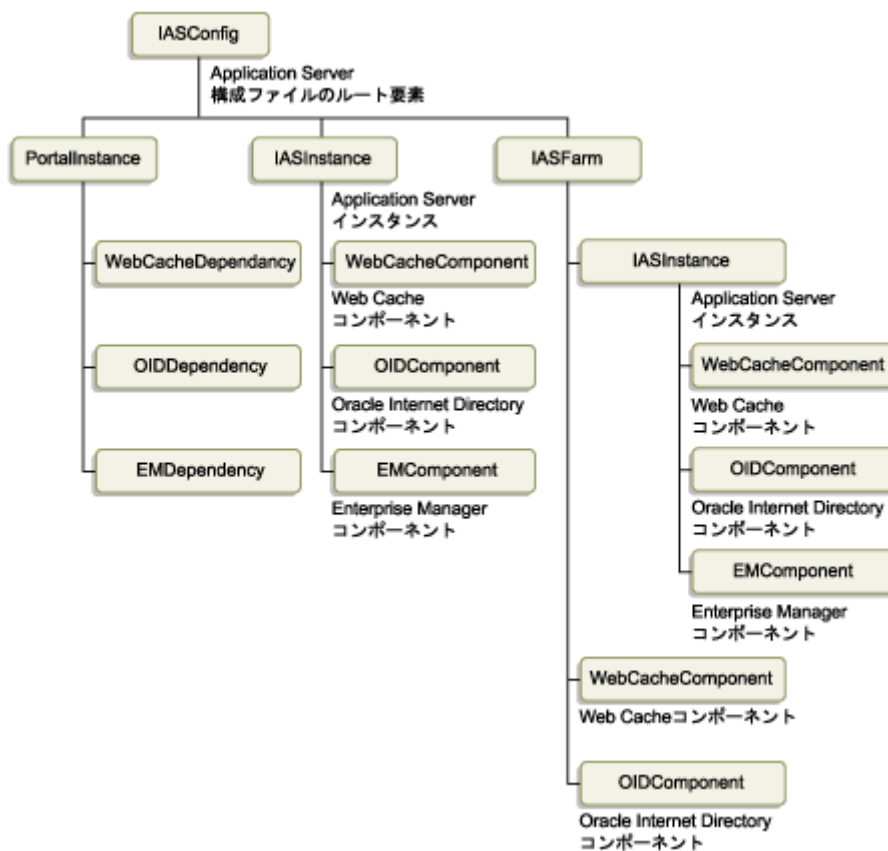 IASConfig
Application Server
構成ファイルのルート要素
PortalInstance
IASInstance
IASFarm
Application Server
インスタンス
WebCacheDependancy
WebCacheComponent
IASInstance
Web Cache
コンポーネント
Application Server
インスタンス
OIDDependency
OIDComponent
WebCacheComponent
Oracle Internet Directory
コンポーネント
Web Cache
コンポーネント
EMDependency
EMComponent
OIDComponent
Enterprise Manager
コンポーネント
Oracle Internet Directory
コンポーネント
EMComponent
Enterprise Manager
コンポーネント
WebCacheComponent
Web Cacheコンポーネント
OIDComponent
Oracle Internet Directory
コンポーネント